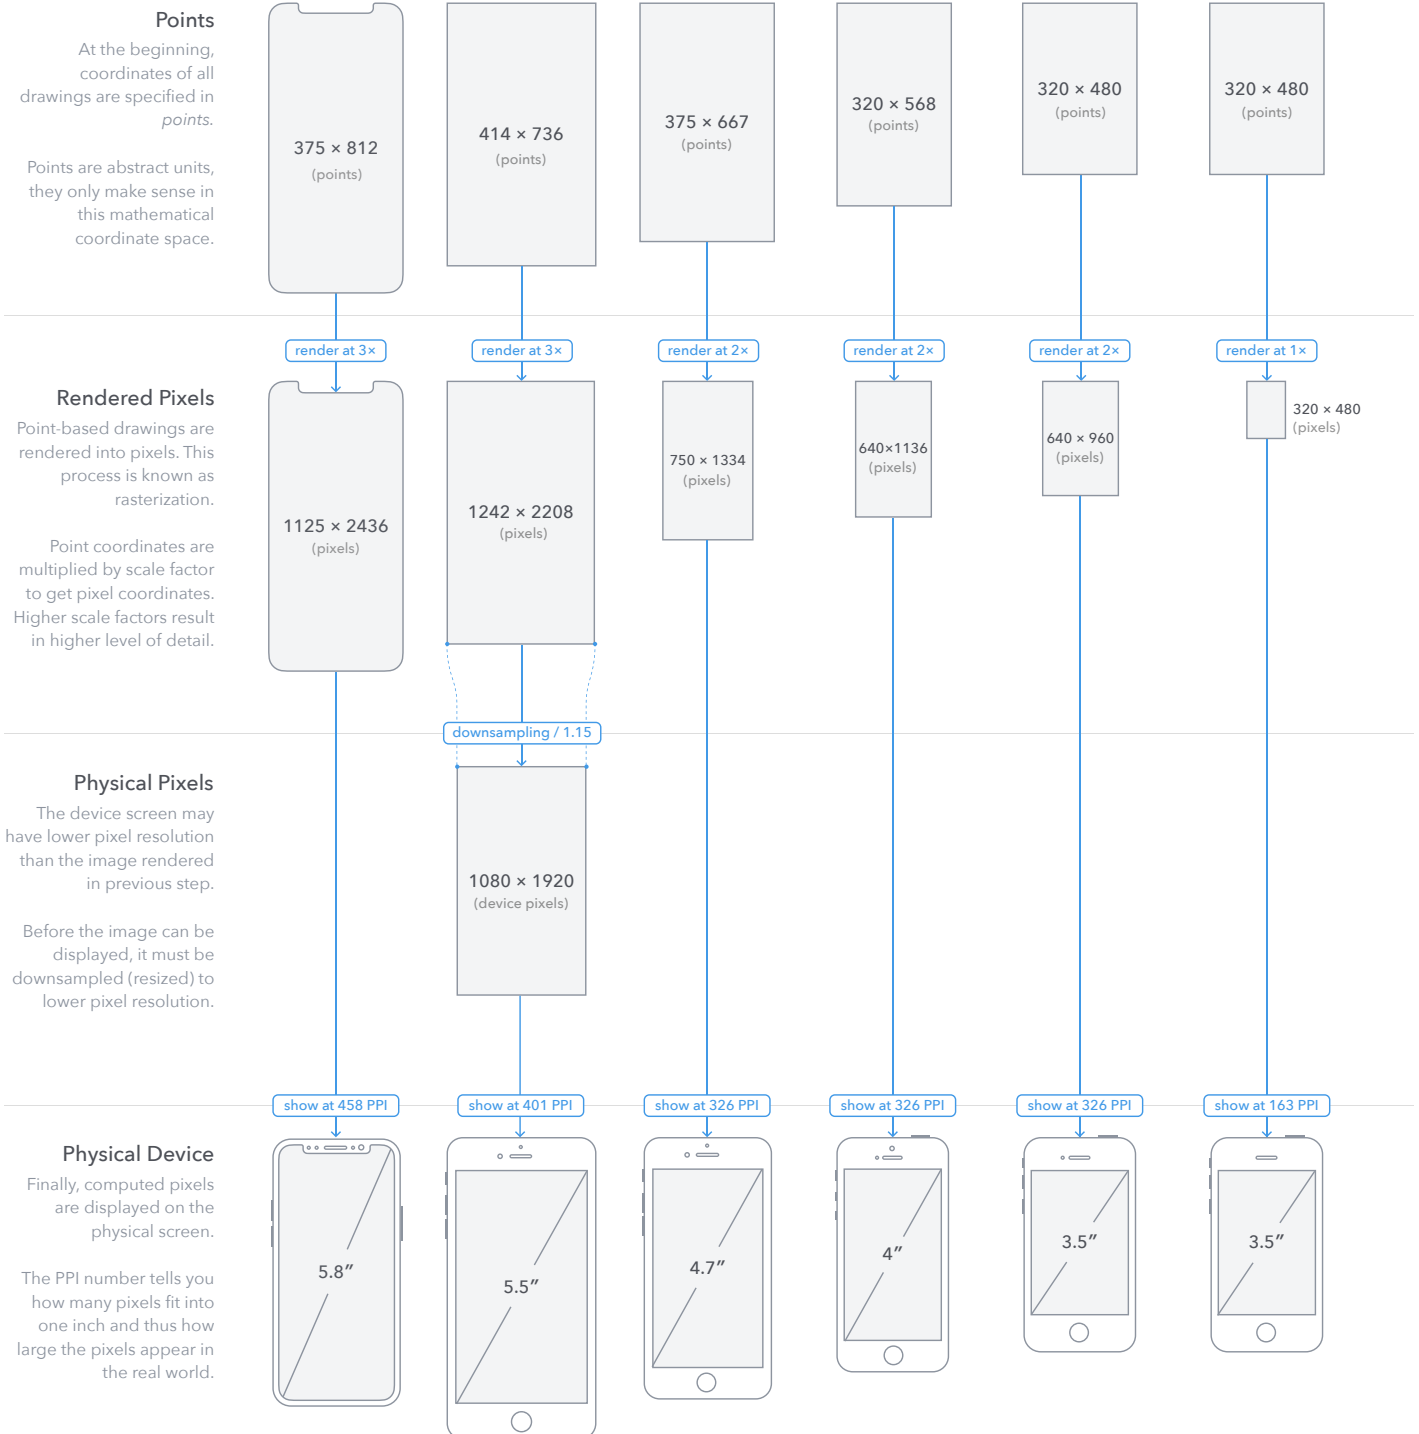 Points
At the beginning,
coordinates of all
drawings are specified in
points.
Points are abstract units,
they only make sense in
this mathematical
coordinate space.
375 × 812
(points)
414 × 736
(points)
375 × 667
(points)
320 × 568
(points)
320 × 480
(points)
320 × 480
(points)
render at 3×
render at 3×
render at 2×
render at 2×
render at 2×
render at 1×
Rendered Pixels
Point-based drawings are
rendered into pixels. This
process is known as
rasterization.
Point coordinates are
multiplied by scale factor
to get pixel coordinates.
Higher scale factors result
in higher level of detail.
1125 × 2436
(pixels)
1242 × 2208
(pixels)
750 × 1334
(pixels)
640×1136
(pixels)
640 × 960
(pixels)
320 × 480
(pixels)
downsampling / 1.15
Physical Pixels
The device screen may
have lower pixel resolution
than the image rendered
in previous step.
Before the image can be
displayed, it must be
downsampled (resized) to
lower pixel resolution.
1080 × 1920
(device pixels)
show at 458 PPI
show at 401 PPI
show at 326 PPI
show at 326 PPI
show at 326 PPI
show at 163 PPI
Physical Device
Finally, computed pixels
are displayed on the
physical screen.
The PPI number tells you
how many pixels fit into
one inch and thus how
large the pixels appear in
the real world.
5.8″
5.5″
4.7″
4″
3.5″
3.5″